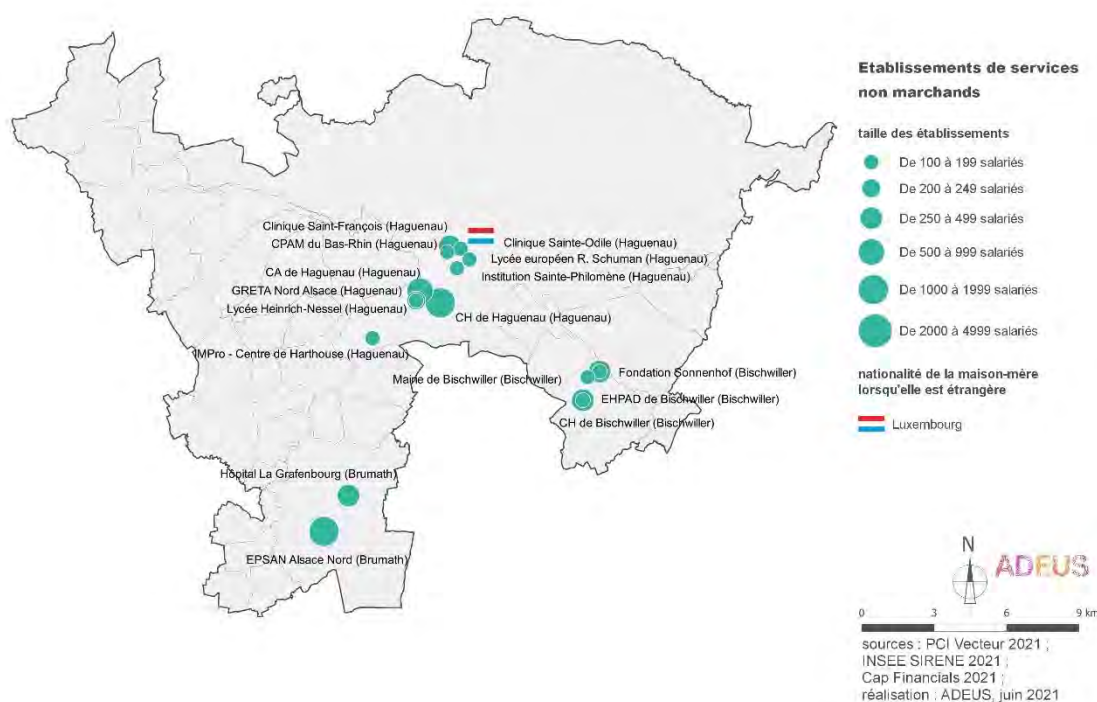 Clinique Saint-François (Haguenau)
CPAM du Bas-Rhin (Haguenau)
Clinique Sainte-Odile (Haguenau)
Lycée européen R. Schuman (Haguenau)
Institution Sainte-Philomène (Haguenau)
CA de Haguenau (Haguenau)
GRETA Nord Alsace (Haguenau)
Lycée Heinrich-Nessel (Haguenau)
CH de Haguenau (Haguenau)
IMPro - Centre de Harthouse (Haguenau)
Mairie de Bischwiller (Bischwiller)
Fondation Sonnenhof (Bischwiller)
EHPAD de Bischwiller (Bischwiller)
CH de Bischwiller (Bischwiller)
Hôpital La Grafenbourg (Brumath)
EPSAN Alsace Nord (Brumath)
Etablissements de services
non marchands
taille des établissements
De 100 à 199 salariés
De 200 à 249 salariés
De 250 à 499 salariés
De 500 à 999 salariés
De 1000 à 1999 salariés
De 2000 à 4999 salariés
nationalité de la maison-mère
lorsqu'elle est étrangère
Luxembourg
N
ADEUS
0 3 6 9 km
sources : PCI Vecteur 2021 ;
INSEE SIRENE 2021 ;
Cap Financials 2021 ;
réalisation : ADEUS, juin 2021